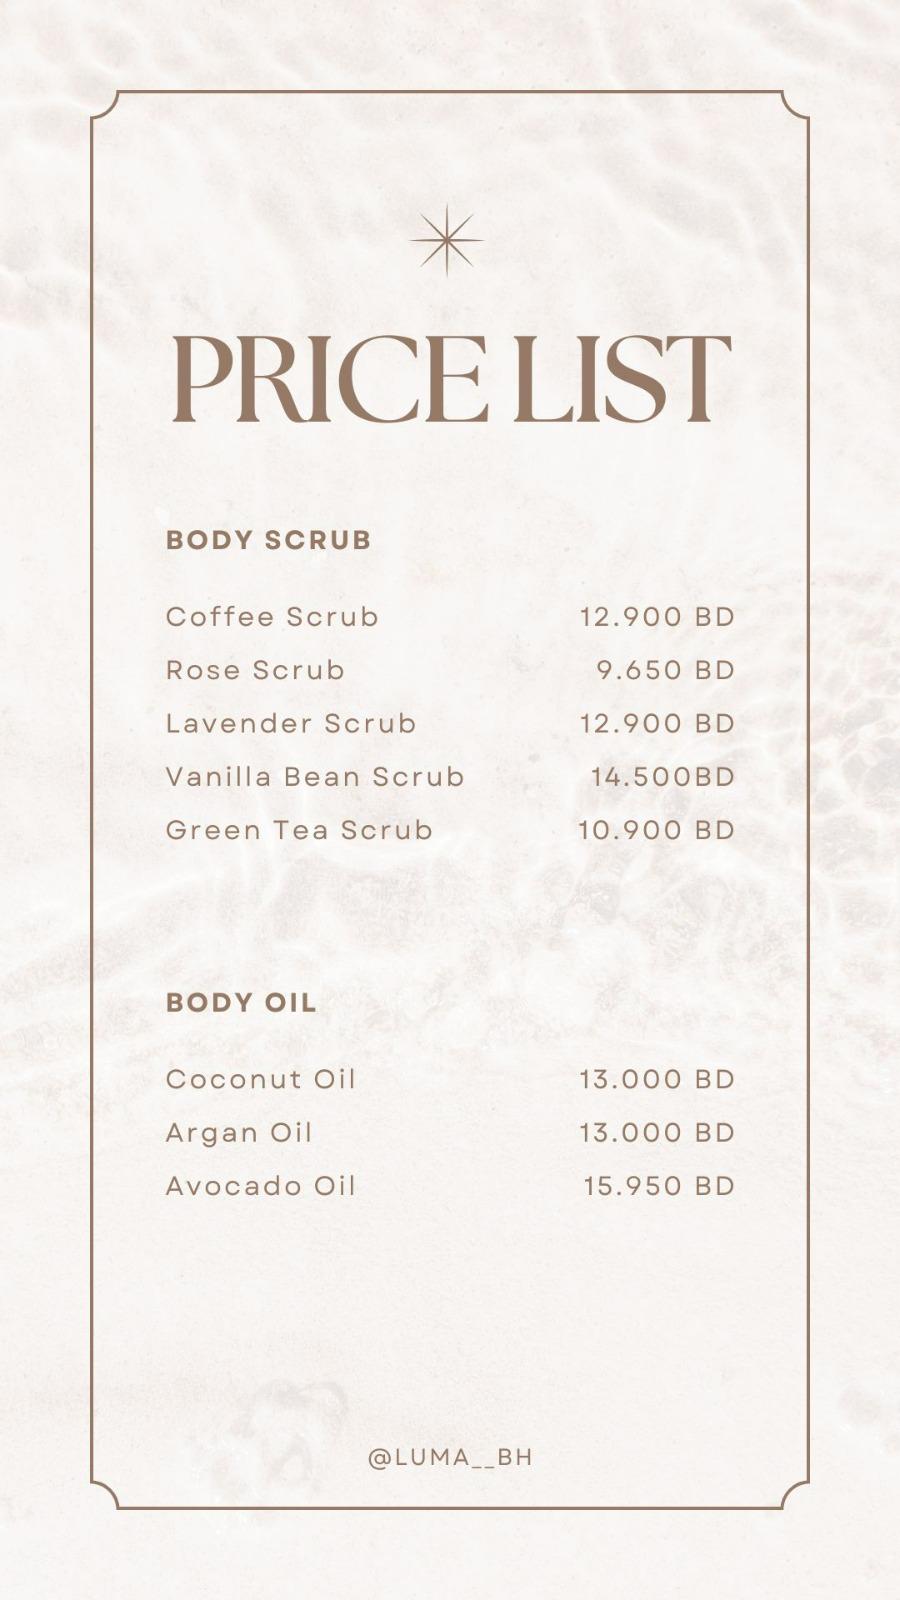 PRICE LIST
BODY SCRUB
Coffee Scrub 12.900 BD
Rose Scrub 9.650 BD
Lavender Scrub 12.900 BD
Vanilla Bean Scrub 14.500BD
Green Tea Scrub 10.900 BD
BODY OIL
Coconut Oil 13.000 BD
Argan Oil 13.000 BD
Avocado Oil 15.950 BD
@LUMA__BH